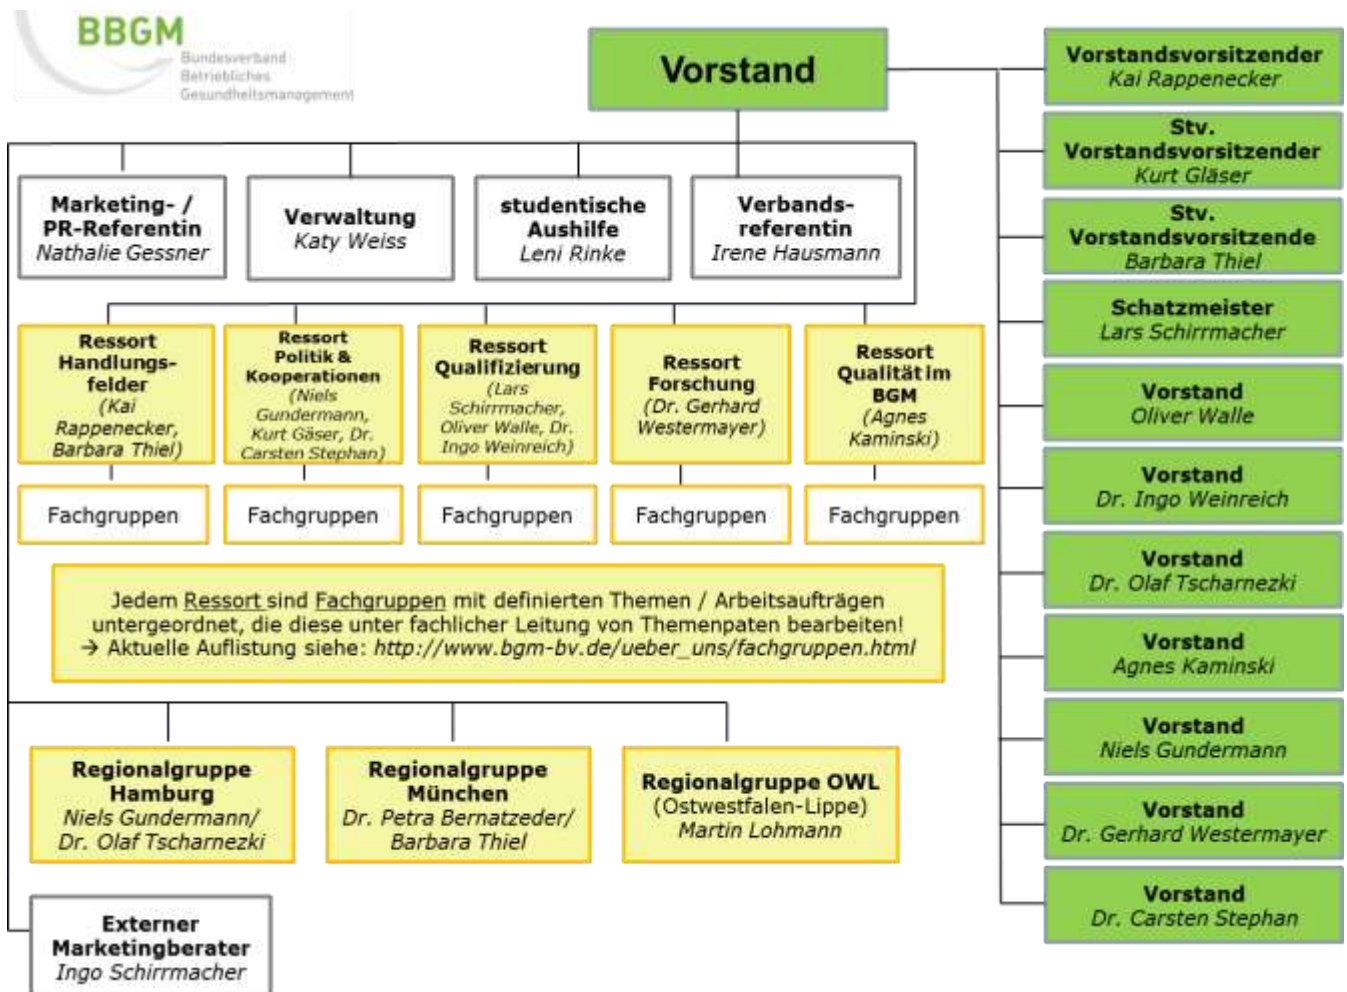 BBGM
Bundesverband
Betriebliches
Gesundheitsmanagement
Vorstand
Vorstandsvorsitzender
Kai Rappenecker
Stv.
Vorstandsvorsitzender
Kurt Gläser
Stv.
Vorstandsvorsitzende
Barbara Thiel
Schatzmeister
Lars Schirrmacher
Vorstand
Oliver Walle
Vorstand
Dr. Ingo Weinreich
Vorstand
Dr. Olaf Tscharnezki
Vorstand
Agnes Kaminski
Vorstand
Niels Gundermann
Vorstand
Dr. Gerhard Westermayer
Vorstand
Dr. Carsten Stephan
Marketing- /
PR-Referentin
Nathalie Gessner
Verwaltung
Katy Weiss
studentische
Aushilfe
Leni Rinke
Verbands-
referentin
Irene Hausmann
Ressort
Handlungs-
felder
(Kai
Rappenecker,
Barbara Thiel)
Ressort
Politik &
Kooperationen
(Niels
Gundermann,
Kurt Gäser, Dr.
Carsten Stephan)
Ressort
Qualifizierung
(Lars
Schirrmacher,
Oliver Walle, Dr.
Ingo Weinreich)
Ressort
Forschung
(Dr. Gerhard
Westermayer)
Ressort
Qualität im
BGM
(Agnes
Kaminski)
Fachgruppen
Fachgruppen
Fachgruppen
Fachgruppen
Fachgruppen
Jedem Ressort sind Fachgruppen mit definierten Themen / Arbeitsaufträgen
untergeordnet, die diese unter fachlicher Leitung von Themenpaten bearbeiten!
→ Aktuelle Auflistung siehe: http://www.bgm-bv.de/ueber_uns/fachgruppen.html
Regionalgruppe
Hamburg
Niels Gundermann/
Dr. Olaf Tscharnezki
Regionalgruppe
München
Dr. Petra Bernatzeder/
Barbara Thiel
Regionalgruppe OWL
(Ostwestfalen-Lippe)
Martin Lohmann
Externer
Marketingberater
Ingo Schirrmacher